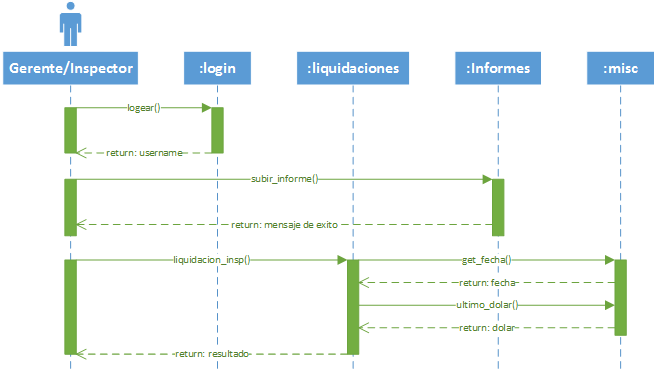 Gerente/Inspector
:login
:liquidaciones
:Informes
:misc
logear()
return: username
subir_informe()
return: mensaje de exito
liquidacion_insp()
get_fecha()
return: fecha
ultimo_dolar()
return: dolar
return: resultado